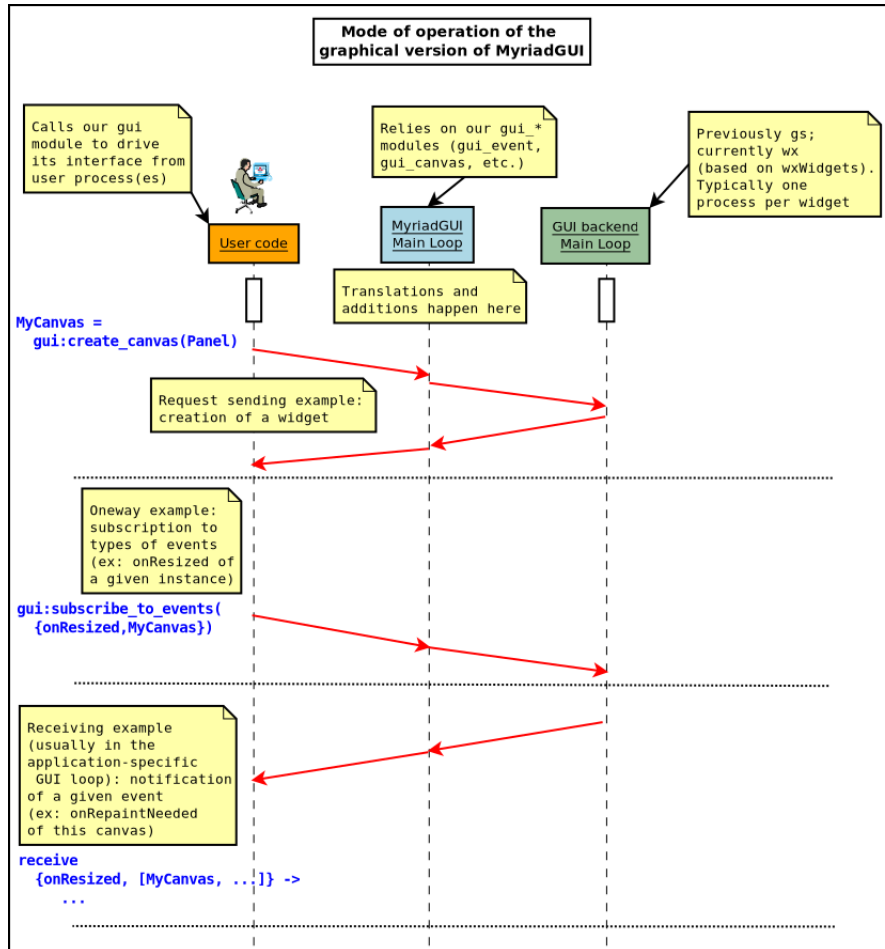 Mode of operation of the
graphical version of MyriadGUI
Calls our gui
module to drive
its interface from
user process(es)
Relies on our gui_*
modules (gui_event,
gui_canvas, etc.)
Previously gs;
currently wx
(based on wxWidgets).
Typically one
process per widget
User code
MyriadGUI
Main Loop
GUI backend
Main Loop
Translations and
additions happen here
MyCanvas =
gui:create_canvas(Panel)
Request sending example:
creation of a widget
Oneway example:
subscription to
types of events
(ex: onResized of
a given instance)
gui:subscribe_to_events(
{onResized,MyCanvas})
Receiving example
(usually in the
application-specific
GUI loop): notification
of a given event
(ex: onRepaintNeeded
of this canvas)
receive
{onResized, [MyCanvas, ...]} ->
...